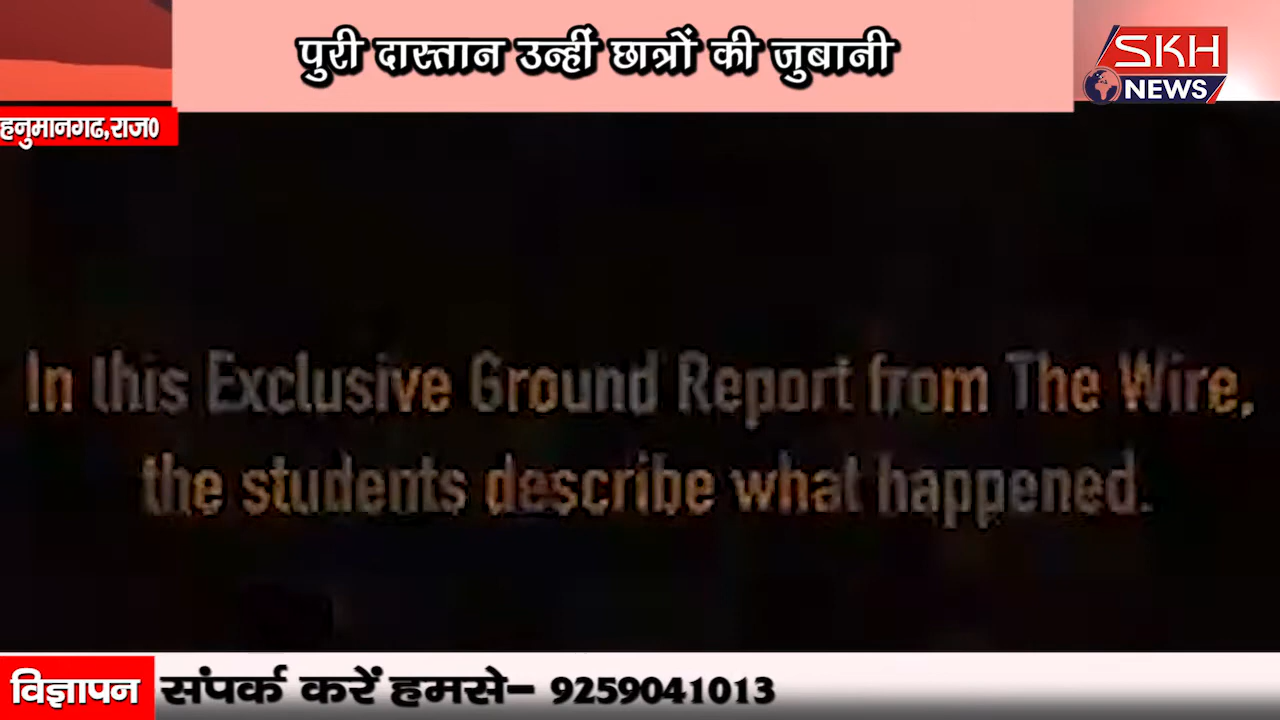 पुरी दास्तान उन्हीं छात्रों की जुबानी
SKH
NEWS
हनुमानगढ,राज0
In this Exclusive Ground Report from The Wire,
the students describe what happened.
विज्ञापन संपर्क करें हमसे- 9259041013